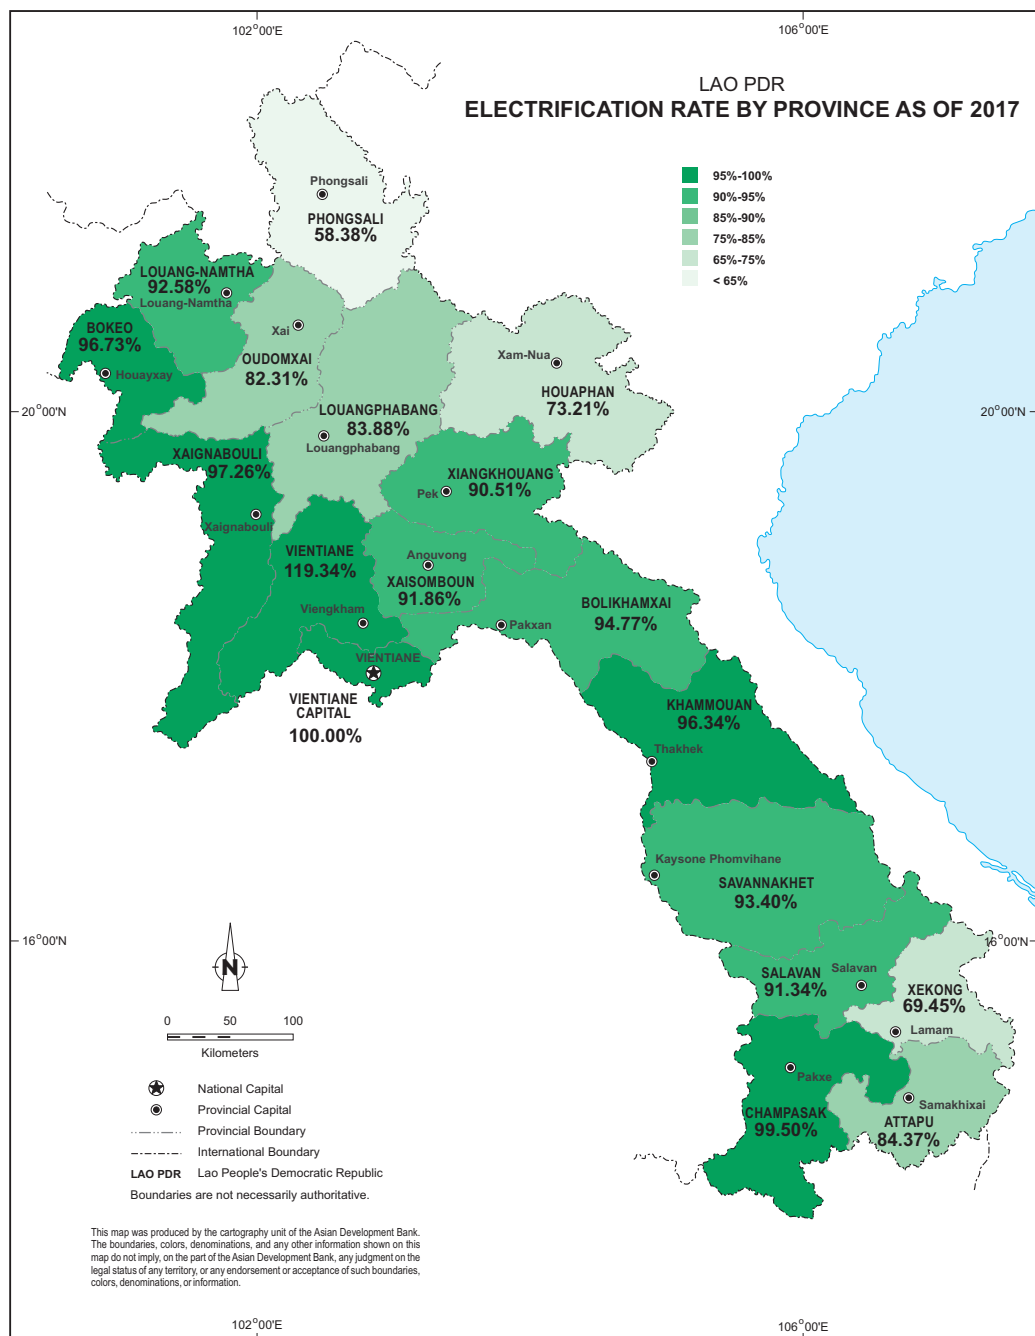 102°00'E
106°00'E
LAO PDR
ELECTRIFICATION RATE BY PROVINCE AS OF 2017
95%-100%
90%-95%
85%-90%
75%-85%
65%-75%
< 65%
Phongsali
PHONGSALI
58.38%
LOUANG-NAMTHA
92.58%
Louang-Namtha
BOKEO
96.73%
Houayxay
Xai
OUDOMXAI
82.31%
Xam-Nua
HOUAPHAN
73.21%
20°00'N
20°00'N
LOUANGPHABANG
83.88%
Louangphabang
XAIGNABOULI
97.26%
Xaignabouli
XIANGKHOUANG
90.51%
Pek
VIENTIANE
119.34%
Viengkham
Anouvong
XAISOMBOUN
91.86%
BOLIKHAMXAI
94.77%
Pakxan
VIENTIANE
VIENTIANE
CAPITAL
100.00%
KHAMMOUAN
96.34%
Thakhek
Kaysone Phomvihane
SAVANNAKHET
93.40%
16°00'N
16°00'N
SALAVAN
91.34%
Salavan
XEKONG
69.45%
Lamam
Pakxe
CHAMPASAK
99.50%
Samakhixai
ATTAPU
84.37%
N
0 50 100
Kilometers
National Capital
Provincial Capital
Provincial Boundary
International Boundary
LAO PDR Lao People's Democratic Republic
Boundaries are not necessarily authoritative.
This map was produced by the cartography unit of the Asian Development Bank.
The boundaries, colors, denominations, and any other information shown on this
map do not imply, on the part of the Asian Development Bank, any judgment on the
legal status of any territory, or any endorsement or acceptance of such boundaries,
colors, denominations, or information.
102°00'E
106°00'E